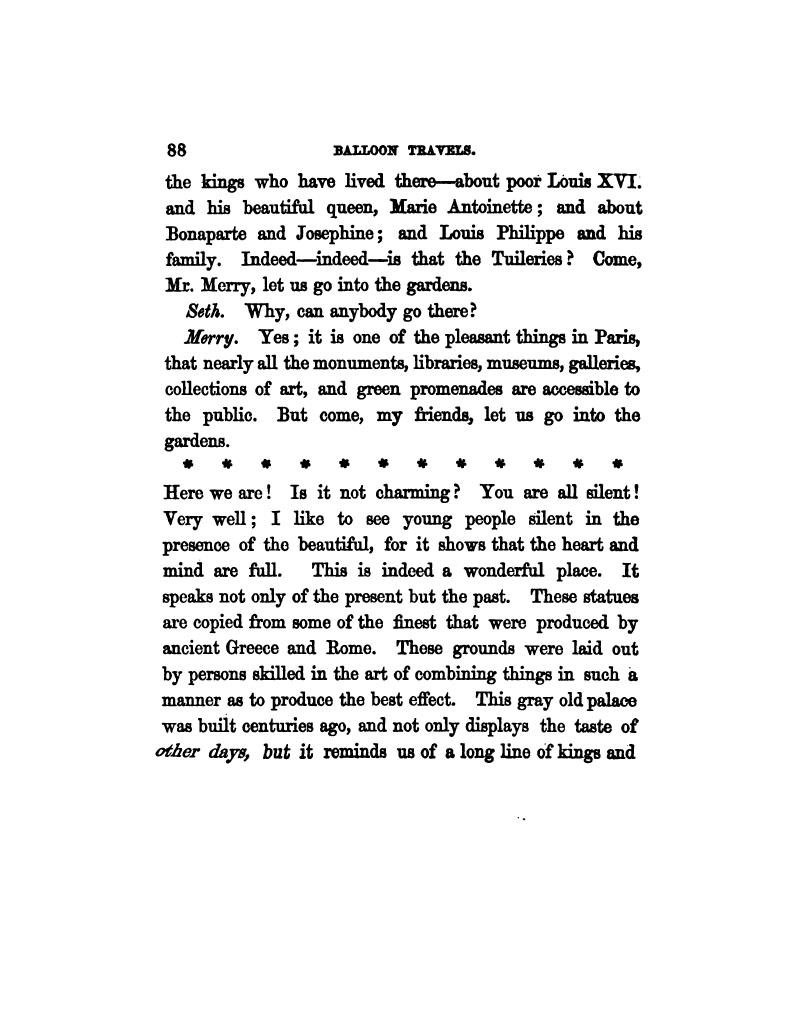 88 BALLOON TRAVELS.
the kings who have lived there—about poor Louis XVI.
and his beautiful queen, Marie Antoinette; and about
Bonaparte and Josephine; and Louis Philippe and his
family. Indeed—indeed—is that the Tuileries? Come,
Mr. Merry, let us go into the gardens.
Seth. Why, can anybody go there?
Merry. Yes; it is one of the pleasant things in Paris,
that nearly all the monuments, libraries, museums, galleries,
collections of art, and green promenades are accessible to
the public. But come, my friends, let us go into the
gardens.
* * * * * * * * * * * *
Here we are! Is it not charming? You are all silent!
Very well; I like to see young people silent in the
presence of the beautiful, for it shows that the heart and
mind are full. This is indeed a wonderful place. It
speaks not only of the present but the past. These statues
are copied from some of the finest that were produced by
ancient Greece and Rome. These grounds were laid out
by persons skilled in the art of combining things in such a
manner as to produce the best effect. This gray old palace
was built centuries ago, and not only displays the taste of
other days, but it reminds us of a long line of kings and